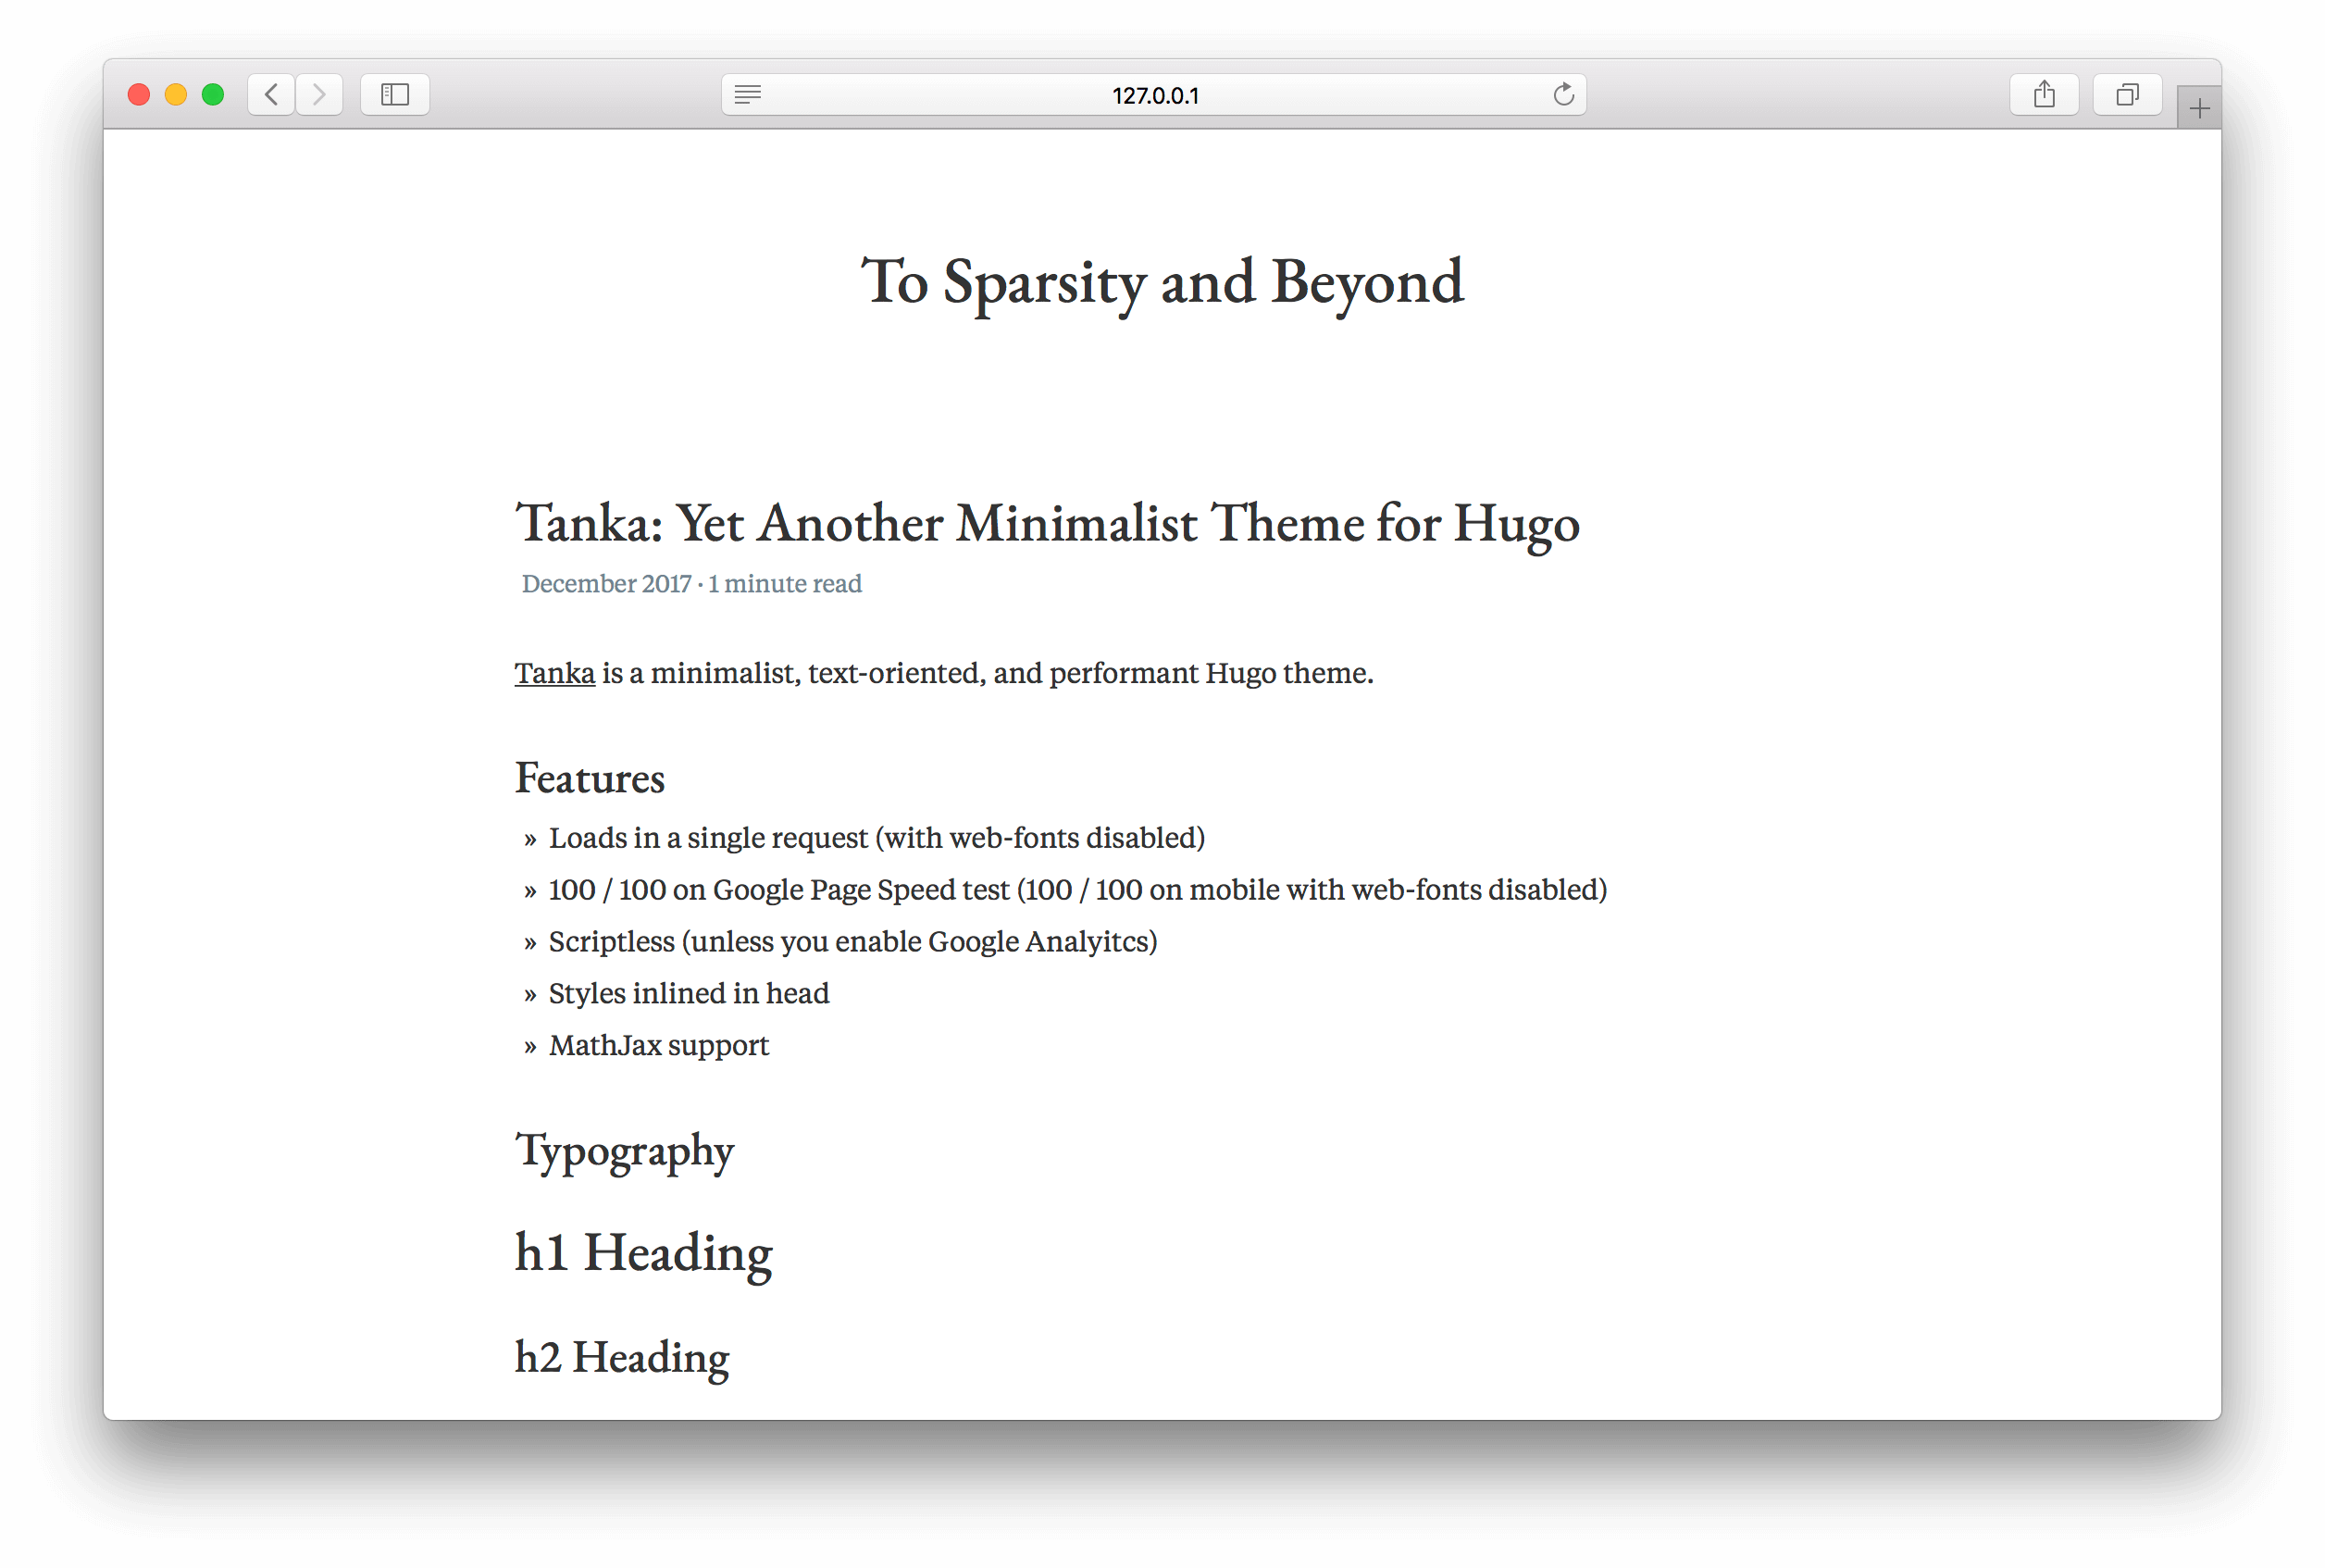 127.0.0.1
To Sparsity and Beyond
Tanka: Yet Another Minimalist Theme for Hugo
December 2017 · 1 minute read
Tanka is a minimalist, text-oriented, and performant Hugo theme.
Features
» Loads in a single request (with web-fonts disabled)
» 100 / 100 on Google Page Speed test (100 / 100 on mobile with web-fonts disabled)
» Scriptless (unless you enable Google Analyitcs)
» Styles inlined in head
» MathJax support
Typography
h1 Heading
h2 Heading